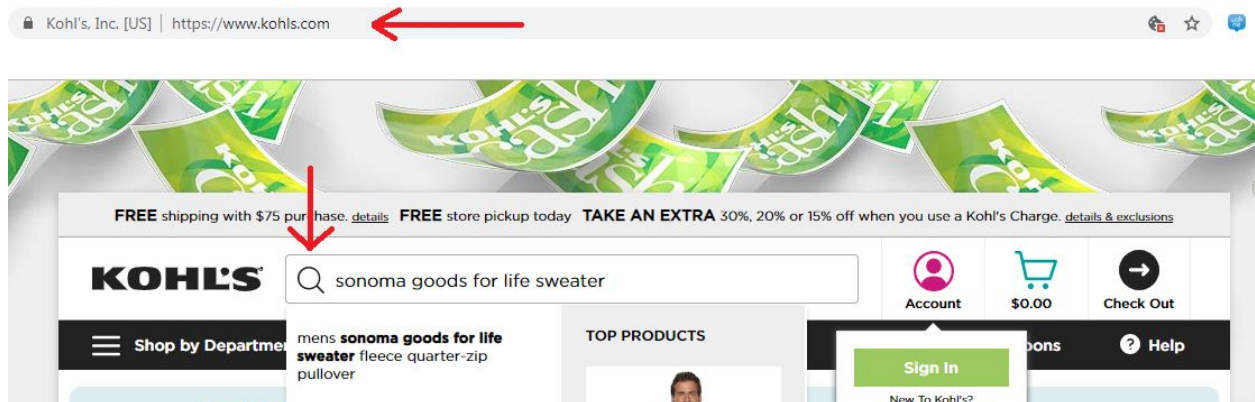 Kohl's, Inc. [US] | https://www.kohls.com
KOHL'S
KOHL'S
KOHL'S
FREE shipping with $75 purchase. details FREE store pickup today TAKE AN EXTRA 30%, 20% or 15% off when you use a Kohl's Charge. details & exclusions
KOHL'S
sonoma goods for life sweater
Account
$0.00
Check Out
Shop by
Help
mens sonoma goods for life
sweater fleece quarter-zip
pullover
TOP PRODUCTS
Sign In
New To Kohl's?